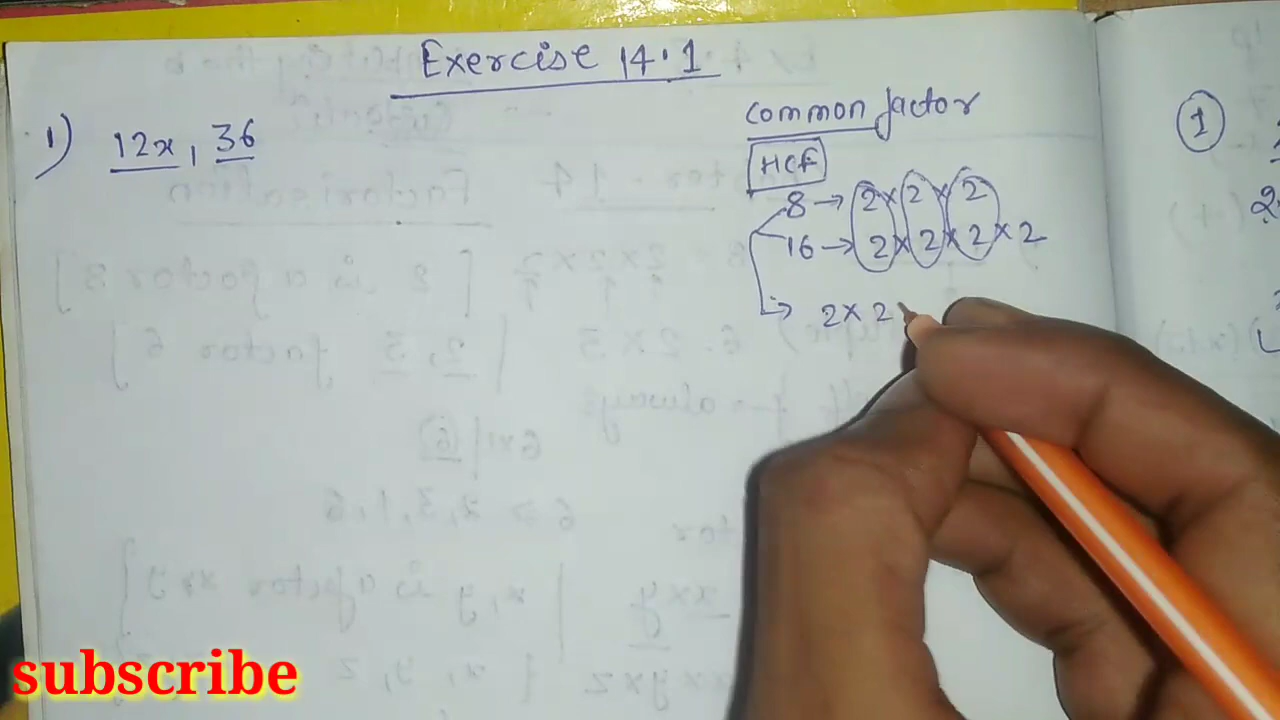 Exercise 14.1
1) 12x, 36
common factor
HCF
8 → 2 × 2 × 2
16 → 2 × 2 × 2 × 2
→ 2 × 2
1
subscribe